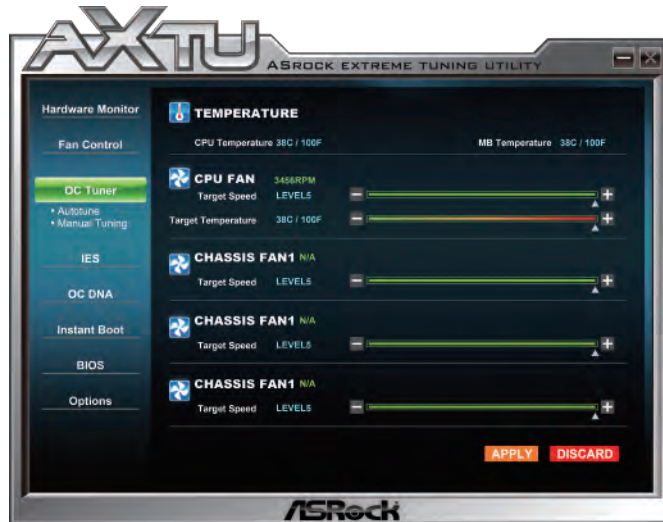 AXTU
ASROCK EXTREME TUNING UTILITY
Hardware Monitor
Fan Control
OC Tuner
• Autotune
• Manual Tuning
IES
OC DNA
Instant Boot
BIOS
Options
TEMPERATURE
CPU Temperature 38C / 100F
MB Temperature 38C / 100F
CPU FAN 3456RPM
Target Speed LEVEL5
Target Temperature 38C / 100F
CHASSIS FAN1 N/A
Target Speed LEVEL5
CHASSIS FAN1 N/A
Target Speed LEVEL5
CHASSIS FAN1 N/A
Target Speed LEVEL5
APPLY DISCARD
ASRock